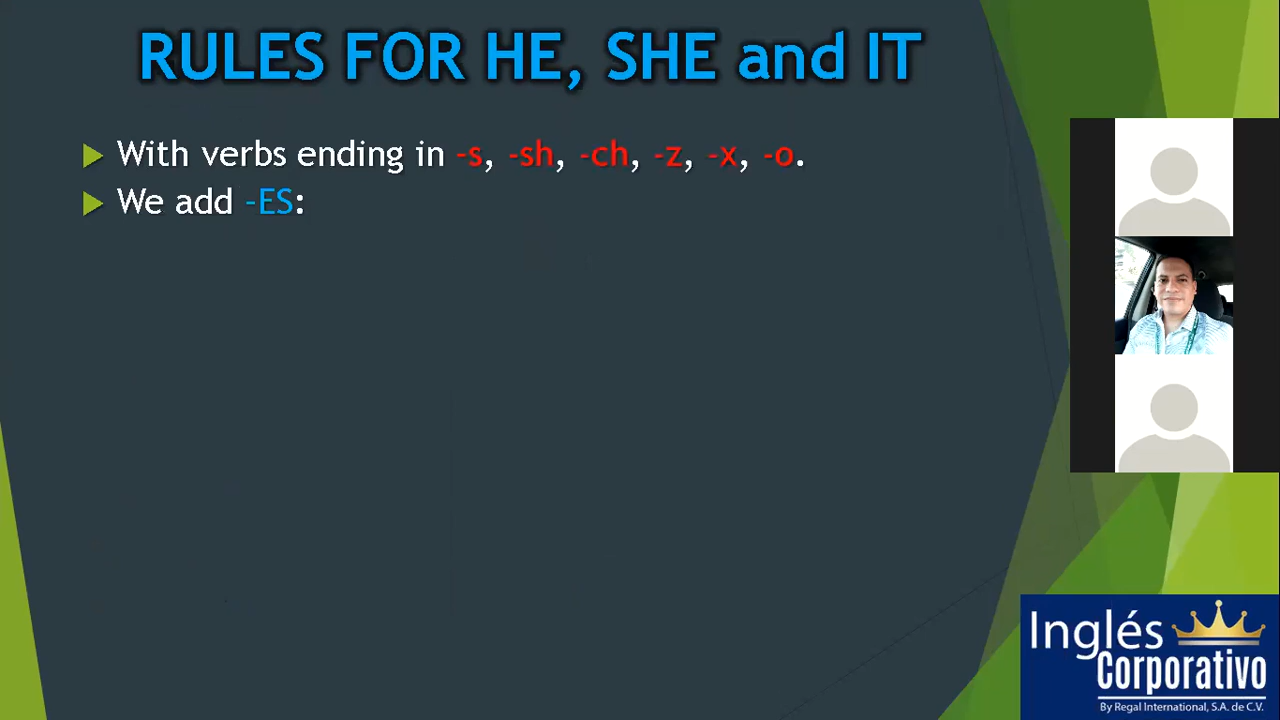 RULES FOR HE, SHE and IT
With verbs ending in -s, -sh, -ch, -z, -x, -o.
We add -ES:
Inglés
Corporativo
By Regal International, S.A. de C.V.